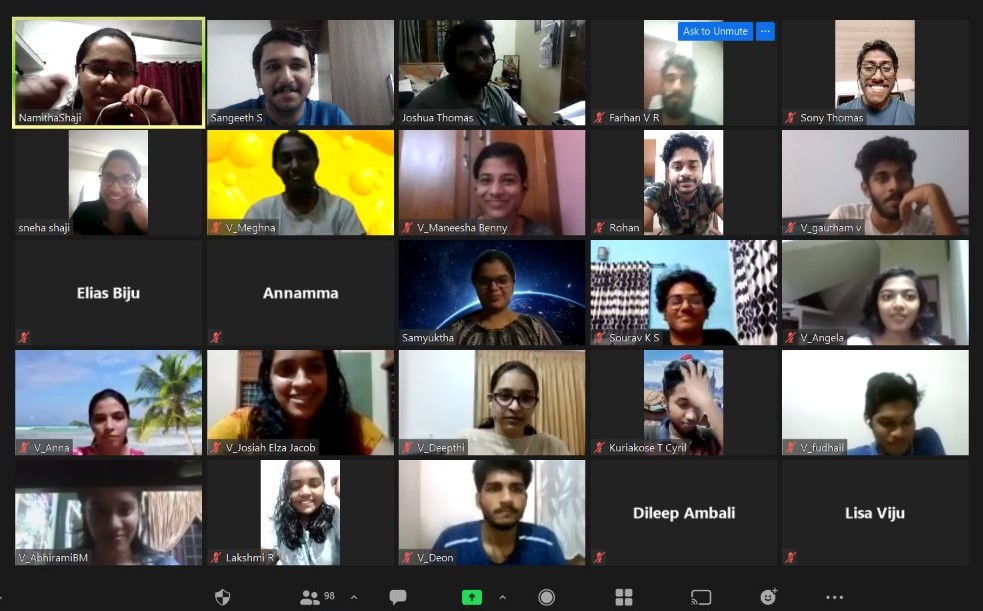 Ask to Unmute
NamithaShaji
Sangeeth S
Joshua Thomas
Farhan V R
Sony Thomas
sneha shaji
V_Meghna
V_Maneesha Benny
Rohan
V_gautham v
Elias Biju
Annamma
Samyuktha
Sourav K S
V_Angela
V_Anna
V_Josiah Elza Jacob
V_Deepthi
Kuriakose T Cyril
V_fudhail
V_AbhiramiBM
Lakshmi R
V_Deon
Dileep Ambali
Lisa Viju
98